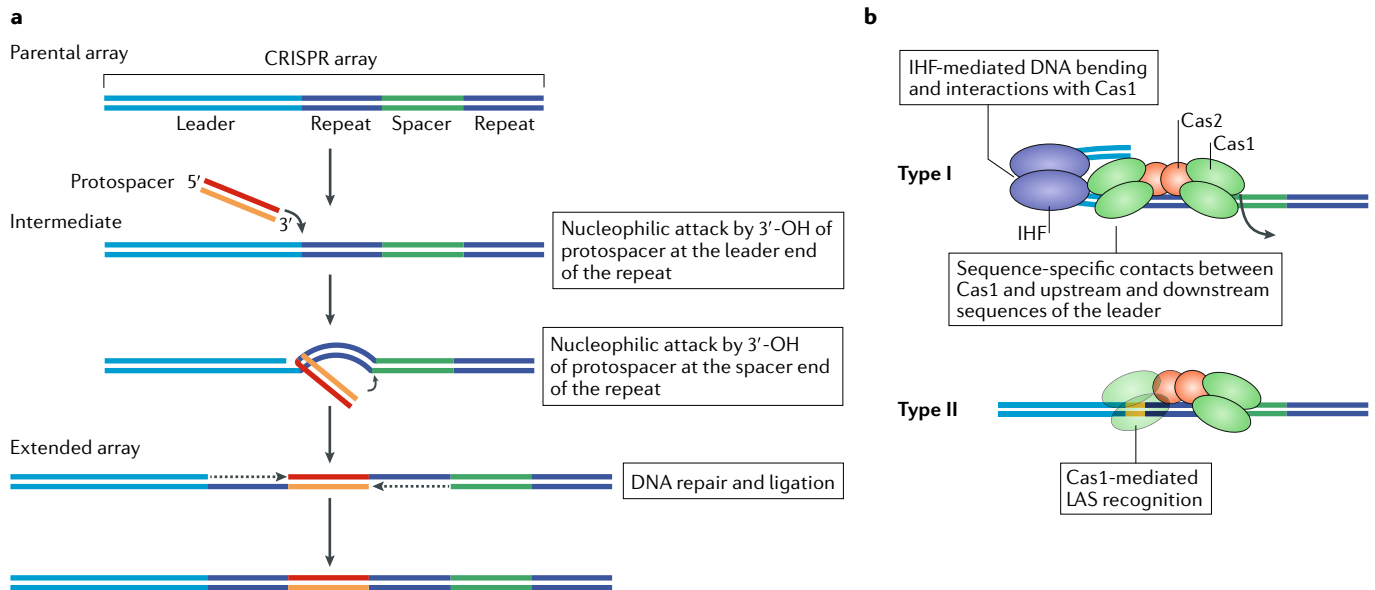 a
Parental array
CRISPR array
Leader
Repeat
Spacer
Repeat
Protospacer
5′
3′
Intermediate
Nucleophilic attack by 3′-OH of
protospacer at the leader end
of the repeat
Nucleophilic attack by 3′-OH
of protospacer at the spacer end
of the repeat
Extended array
DNA repair and ligation
b
IHF-mediated DNA bending
and interactions with Cas1
Cas2
Cas1
Type I
IHF
Sequence-specific contacts between
Cas1 and upstream and downstream
sequences of the leader
Type II
Cas1-mediated
LAS recognition